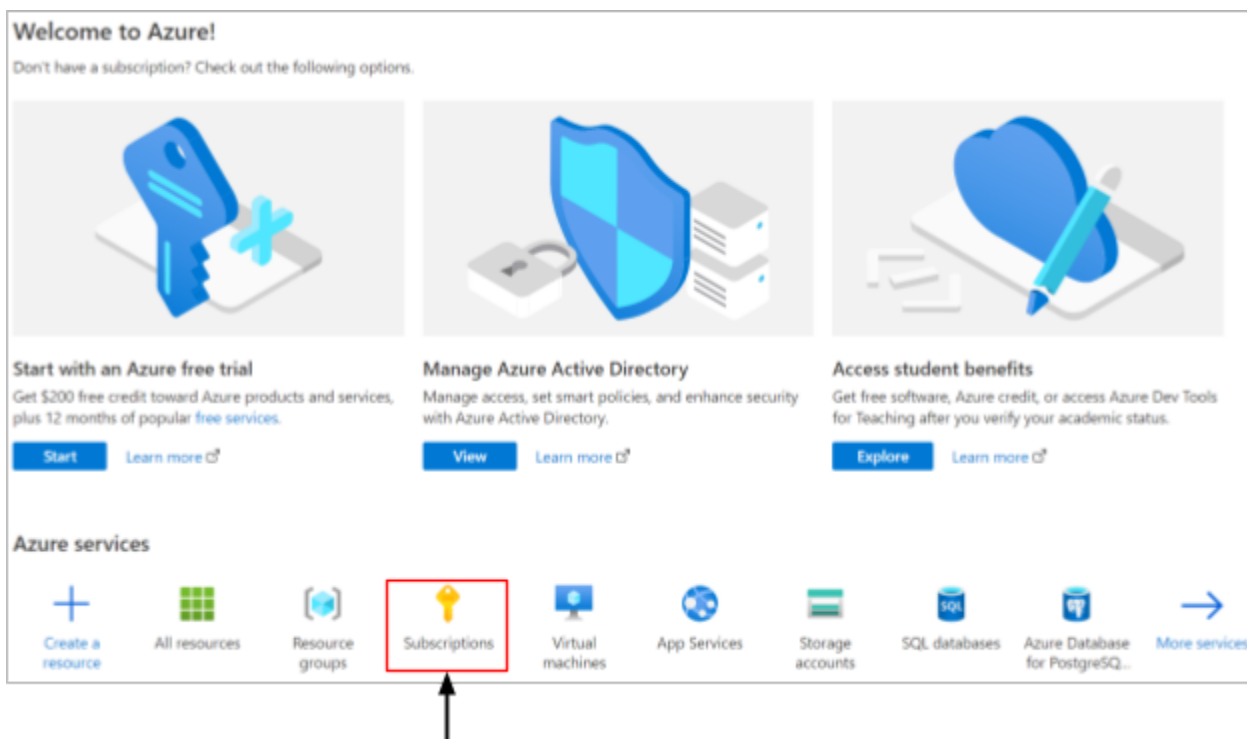 Welcome to Azure!
Don't have a subscription? Check out the following options.
Start with an Azure free trial
Get $200 free credit toward Azure products and services,
plus 12 months of popular free services.
Start
Learn more
Manage Azure Active Directory
Manage access, set smart policies, and enhance security
with Azure Active Directory.
View
Learn more
Access student benefits
Get free software, Azure credit, or access Azure Dev Tools
for Teaching after you verify your academic status.
Explore
Learn more
Azure services
Create a
resource
All resources
Resource
groups
Subscriptions
Virtual
machines
App Services
Storage
accounts
SQL
SQL databases
Azure Database
for PostgreSQ...
More services